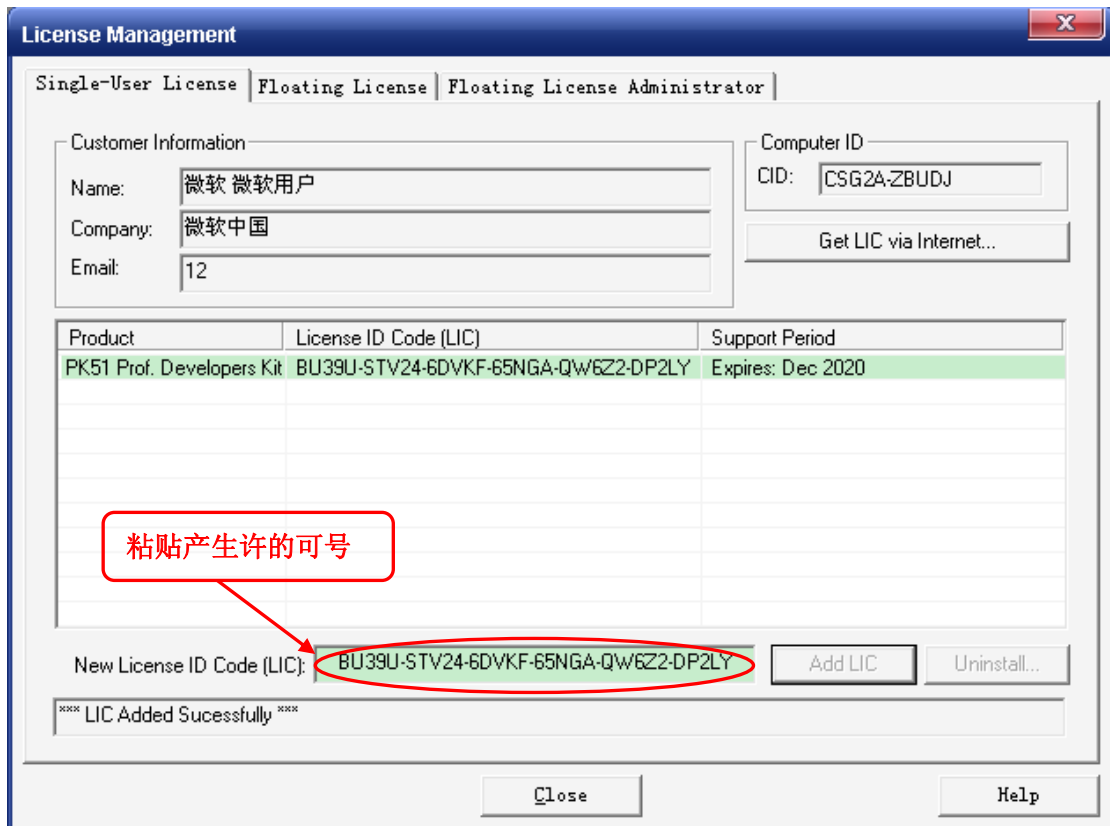 License Management
X
Single-User License
Floating License
Floating License Administrator
Customer Information
Name:
微软 微软用户
Company:
微软中国
Email:
12
Computer ID
CID:
CSG2A-ZBUDJ
Get LIC via Internet...
Product
License ID Code (LIC)
Support Period
PK51 Prof. Developers Kit
BU39U-STV24-6DVKF-65NGA-QW6Z2-DP2LY
Expires: Dec 2020
粘贴产生许的可号
New License ID Code (LIC):
BU39U-STV24-6DVKF-65NGA-QW6Z2-DP2LY
Add LIC
Uninstall...
*** LIC Added Sucessfully ***
Close
Help